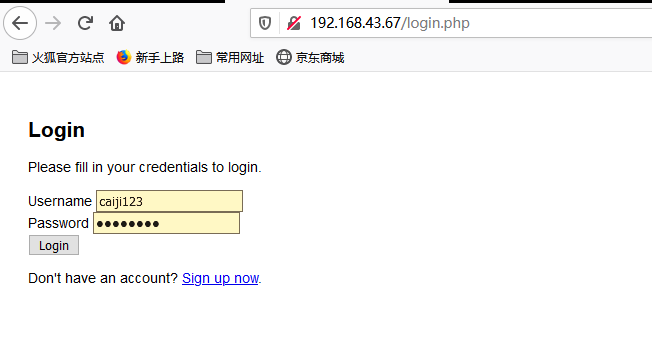 192.168.43.67/login.php
火狐官方站点 新手上路 常用网址 京东商城
Login
Please fill in your credentials to login.
Username caiji123
Password ●●●●●●●●
Login
Don't have an account? Sign up now.